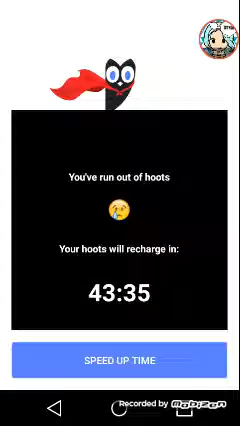 You've run out of hoots
Your hoots will recharge in:
43:35
SPEED UP TIME
Recorded by Mobizen